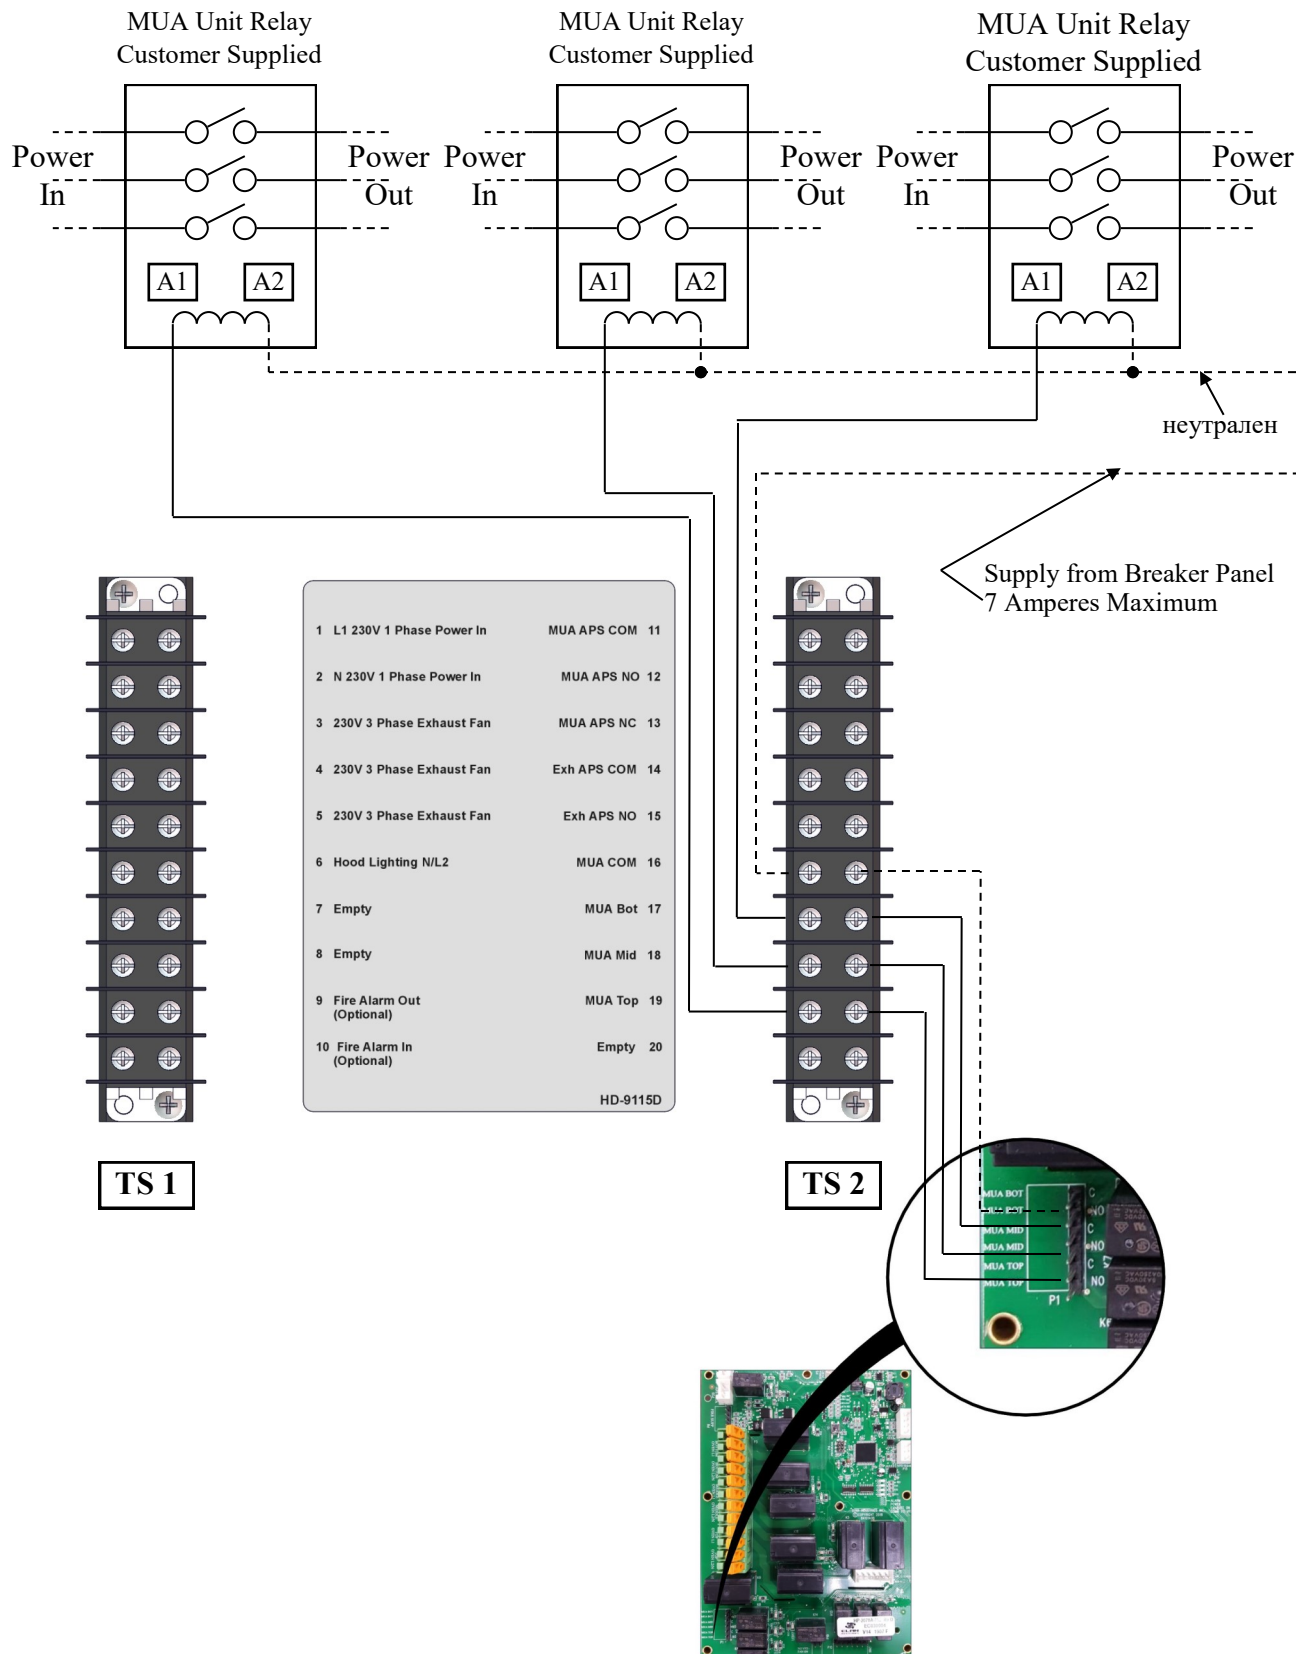 MUA Unit Relay
Customer Supplied
MUA Unit Relay
Customer Supplied
MUA Unit Relay
Customer Supplied
Power
In
Power
Out
Power
In
Power
Out
Power
In
Power
Out
A1
A2
A1
A2
A1
A2
неутрален
Supply from Breaker Panel
7 Amperes Maximum
1 L1 230V 1 Phase Power In
2 N 230V 1 Phase Power In
3 230V 3 Phase Exhaust Fan
4 230V 3 Phase Exhaust Fan
5 230V 3 Phase Exhaust Fan
6 Hood Lighting N/L2
7 Empty
8 Empty
9 Fire Alarm Out
(Optional)
10 Fire Alarm In
(Optional)
MUA APS COM 11
MUA APS NO 12
MUA APS NC 13
Exh APS COM 14
Exh APS NO 15
MUA COM 16
MUA Bot 17
MUA Mid 18
MUA Top 19
Empty 20
HD-9115D
TS 1
TS 2
MUA BOT C
MUA BOT NO
MUA MID C
MUA MID NO
MUA TOP C
MUA TOP NO
P1